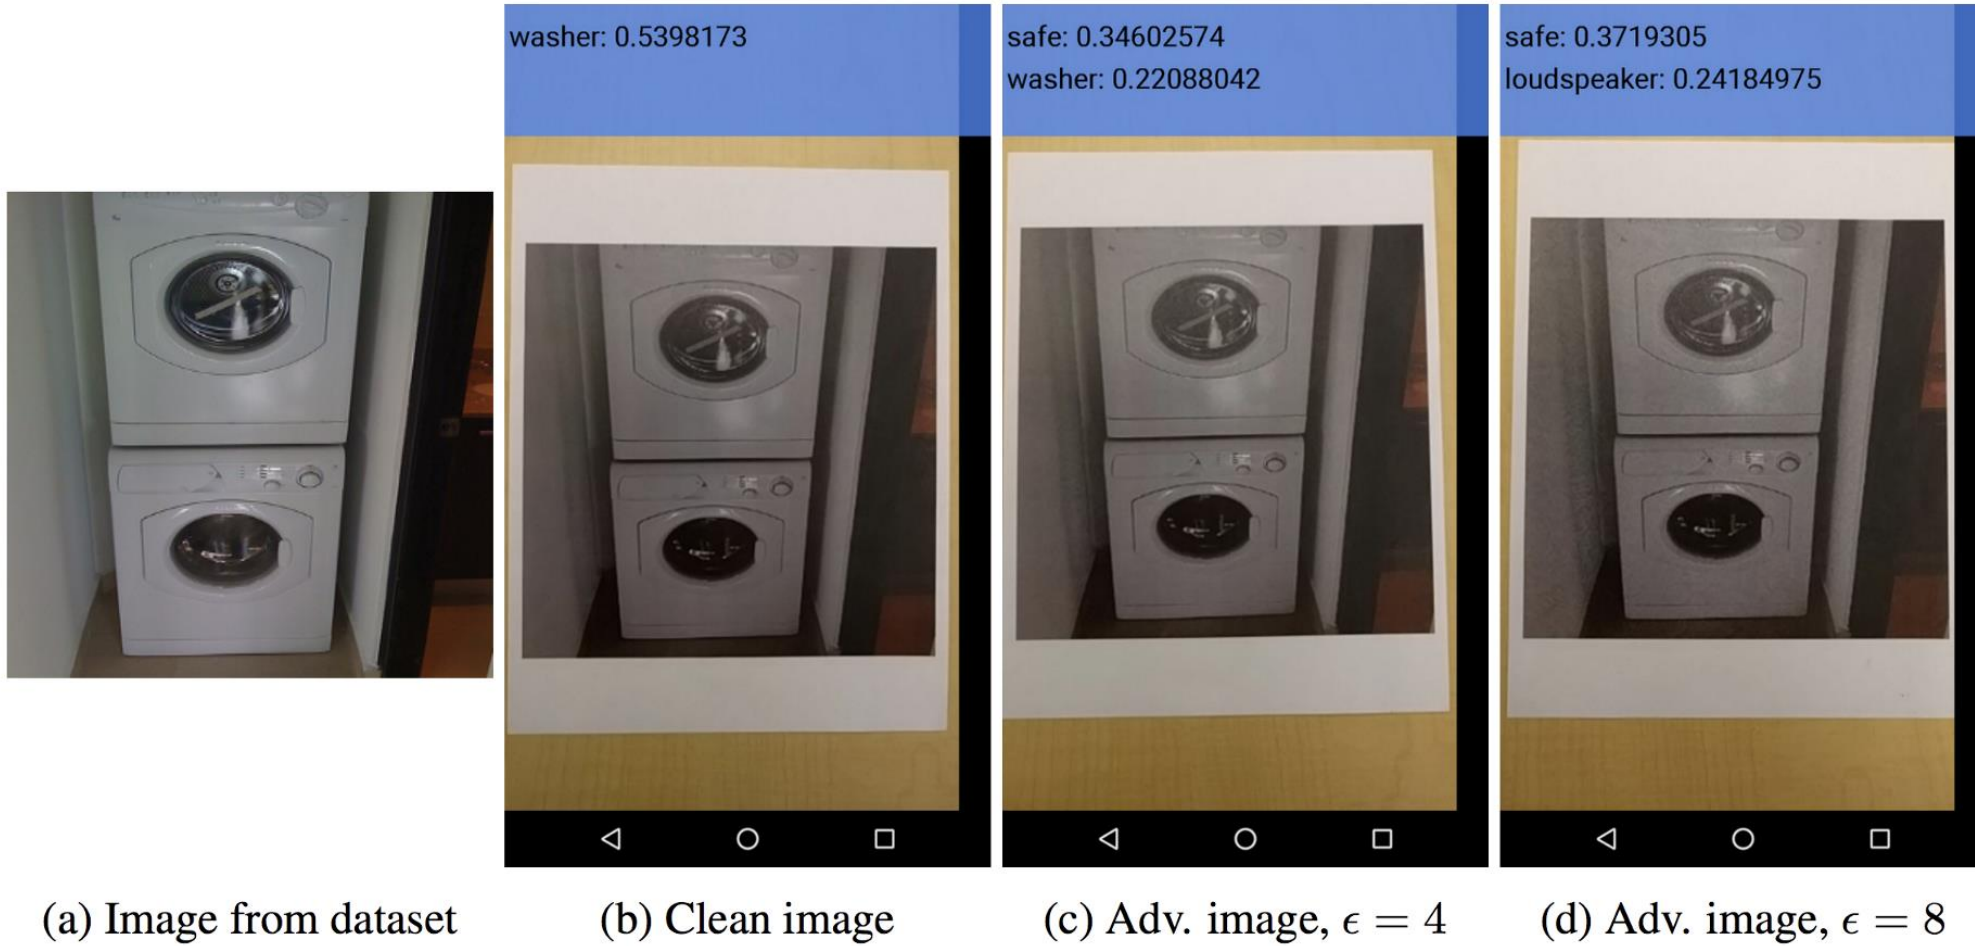 washer: 0.5398173
safe: 0.34602574
washer: 0.22088042
safe: 0.3719305
loudspeaker: 0.24184975
(a) Image from dataset
(b) Clean image
(c) Adv. image, ϵ = 4
(d) Adv. image, ϵ = 8